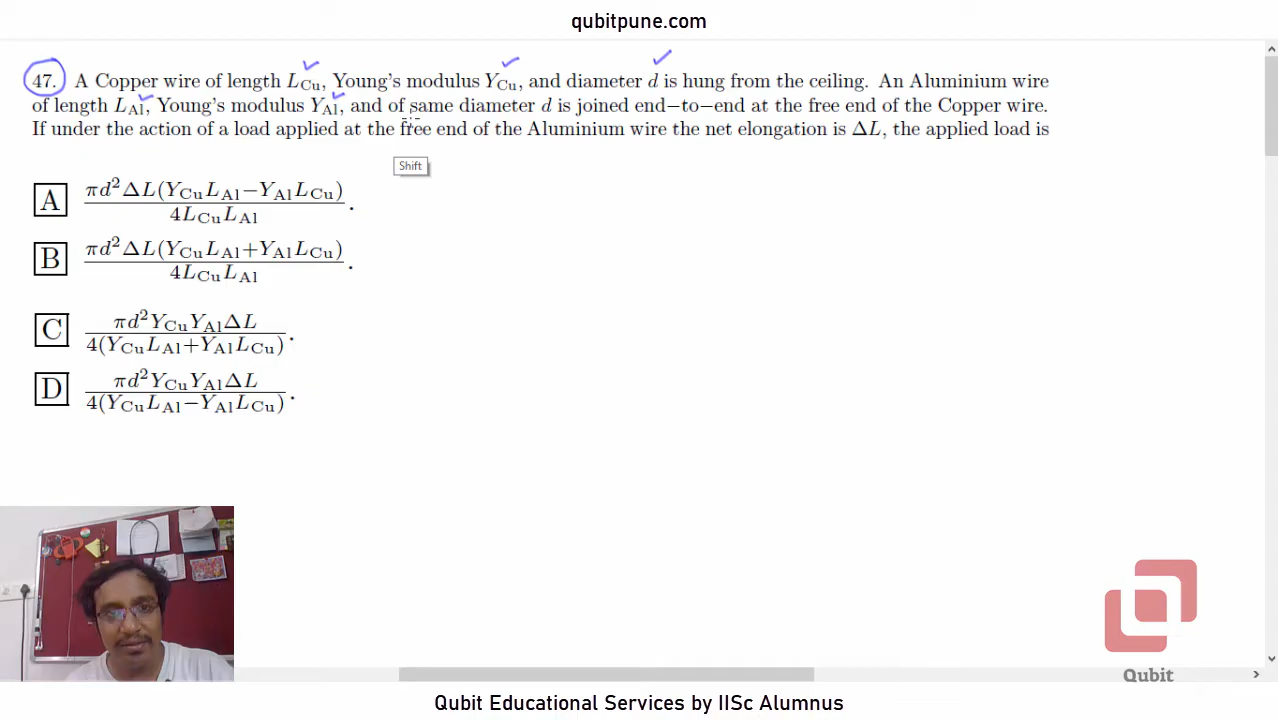 qubitpune.com
47. A Copper wire of length L_Cu, Young's modulus Y_Cu, and diameter d is hung from the ceiling. An Aluminium wire
of length L_Al, Young's modulus Y_Al, and of same diameter d is joined end−to−end at the free end of the Copper wire.
If under the action of a load applied at the free end of the Aluminium wire the net elongation is ΔL, the applied load is
Shift
A πd²ΔL(Y_Cu L_Al−Y_Al L_Cu) / 4L_Cu L_Al .
B πd²ΔL(Y_Cu L_Al+Y_Al L_Cu) / 4L_Cu L_Al .
C πd²Y_Cu Y_Al ΔL / 4(Y_Cu L_Al+Y_Al L_Cu) .
D πd²Y_Cu Y_Al ΔL / 4(Y_Cu L_Al−Y_Al L_Cu) .
Qubit
Qubit Educational Services by IISc Alumnus